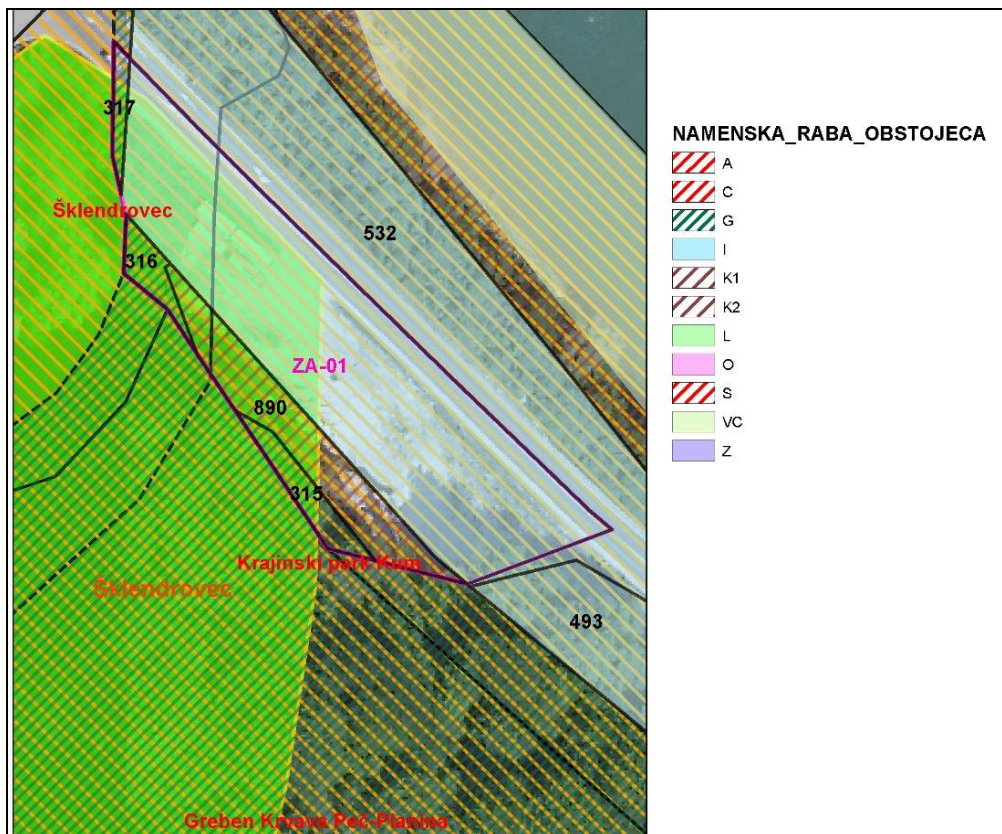 317
Šklendrovec
532
316
ZA-01
890
315
Krajinski park Kum
Šklendrovec
493
Greben Krvava Peč-Planina
NAMENSKA_RABA_OBSTOJECA
A
C
G
I
K1
K2
L
O
S
VC
Z